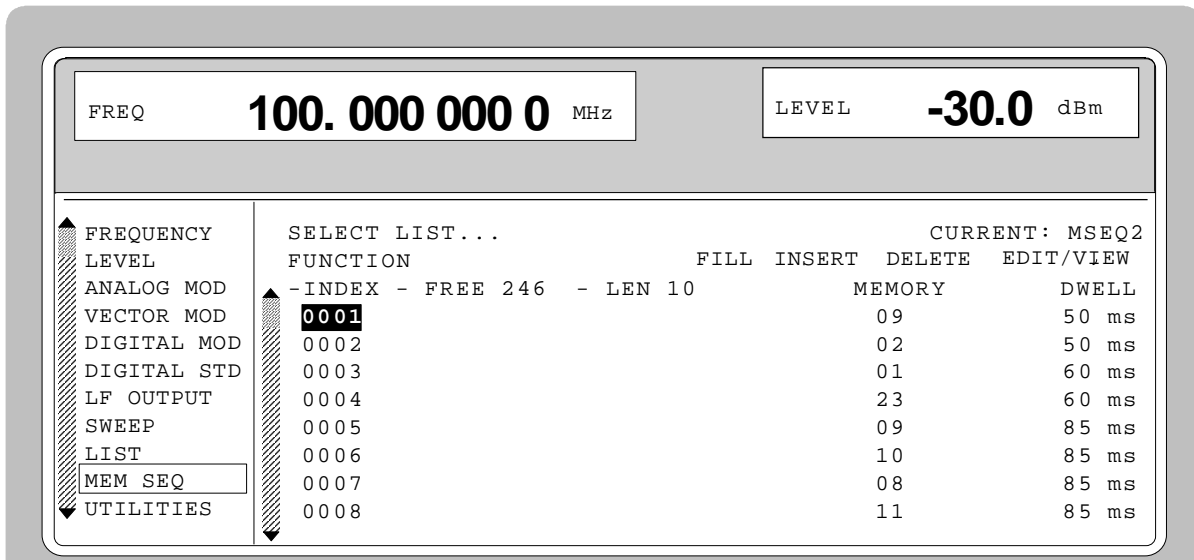 FREQ 100. 000 000 0 MHz LEVEL -30.0 dBm
FREQUENCY
LEVEL
ANALOG MOD
VECTOR MOD
DIGITAL MOD
DIGITAL STD
LF OUTPUT
SWEEP
LIST
MEM SEQ
UTILITIES
SELECT LIST... CURRENT: MSEQ2
FUNCTION FILL INSERT DELETE EDIT/VIEW
-INDEX - FREE 246 - LEN 10 MEMORY DWELL
0001 09 50 ms
0002 02 50 ms
0003 01 60 ms
0004 23 60 ms
0005 09 85 ms
0006 10 85 ms
0007 08 85 ms
0008 11 85 ms